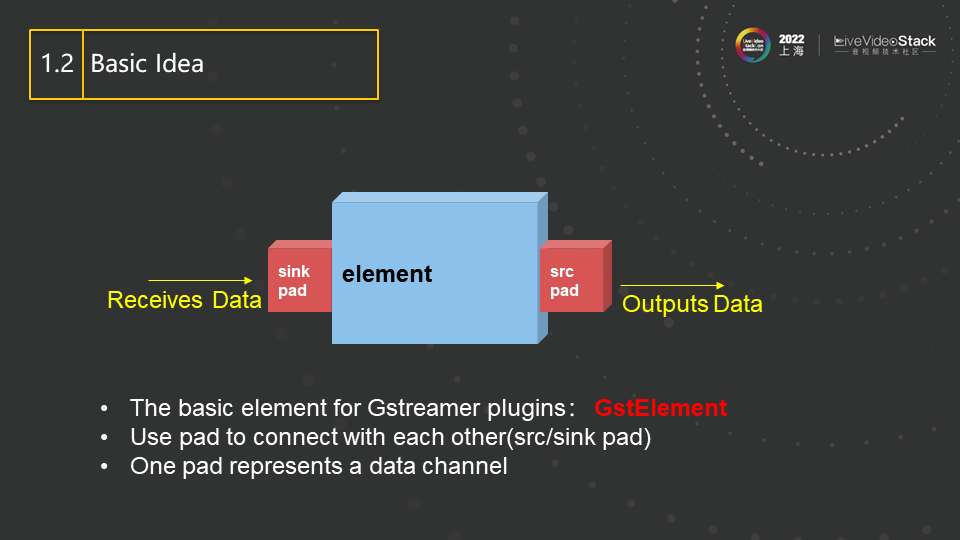 1.2 Basic Idea
2022
上海
LiveVideoStack
音视频技术社区
sink
pad
element
src
pad
Receives Data
Outputs Data
• The basic element for Gstreamer plugins： GstElement
• Use pad to connect with each other(src/sink pad)
• One pad represents a data channel